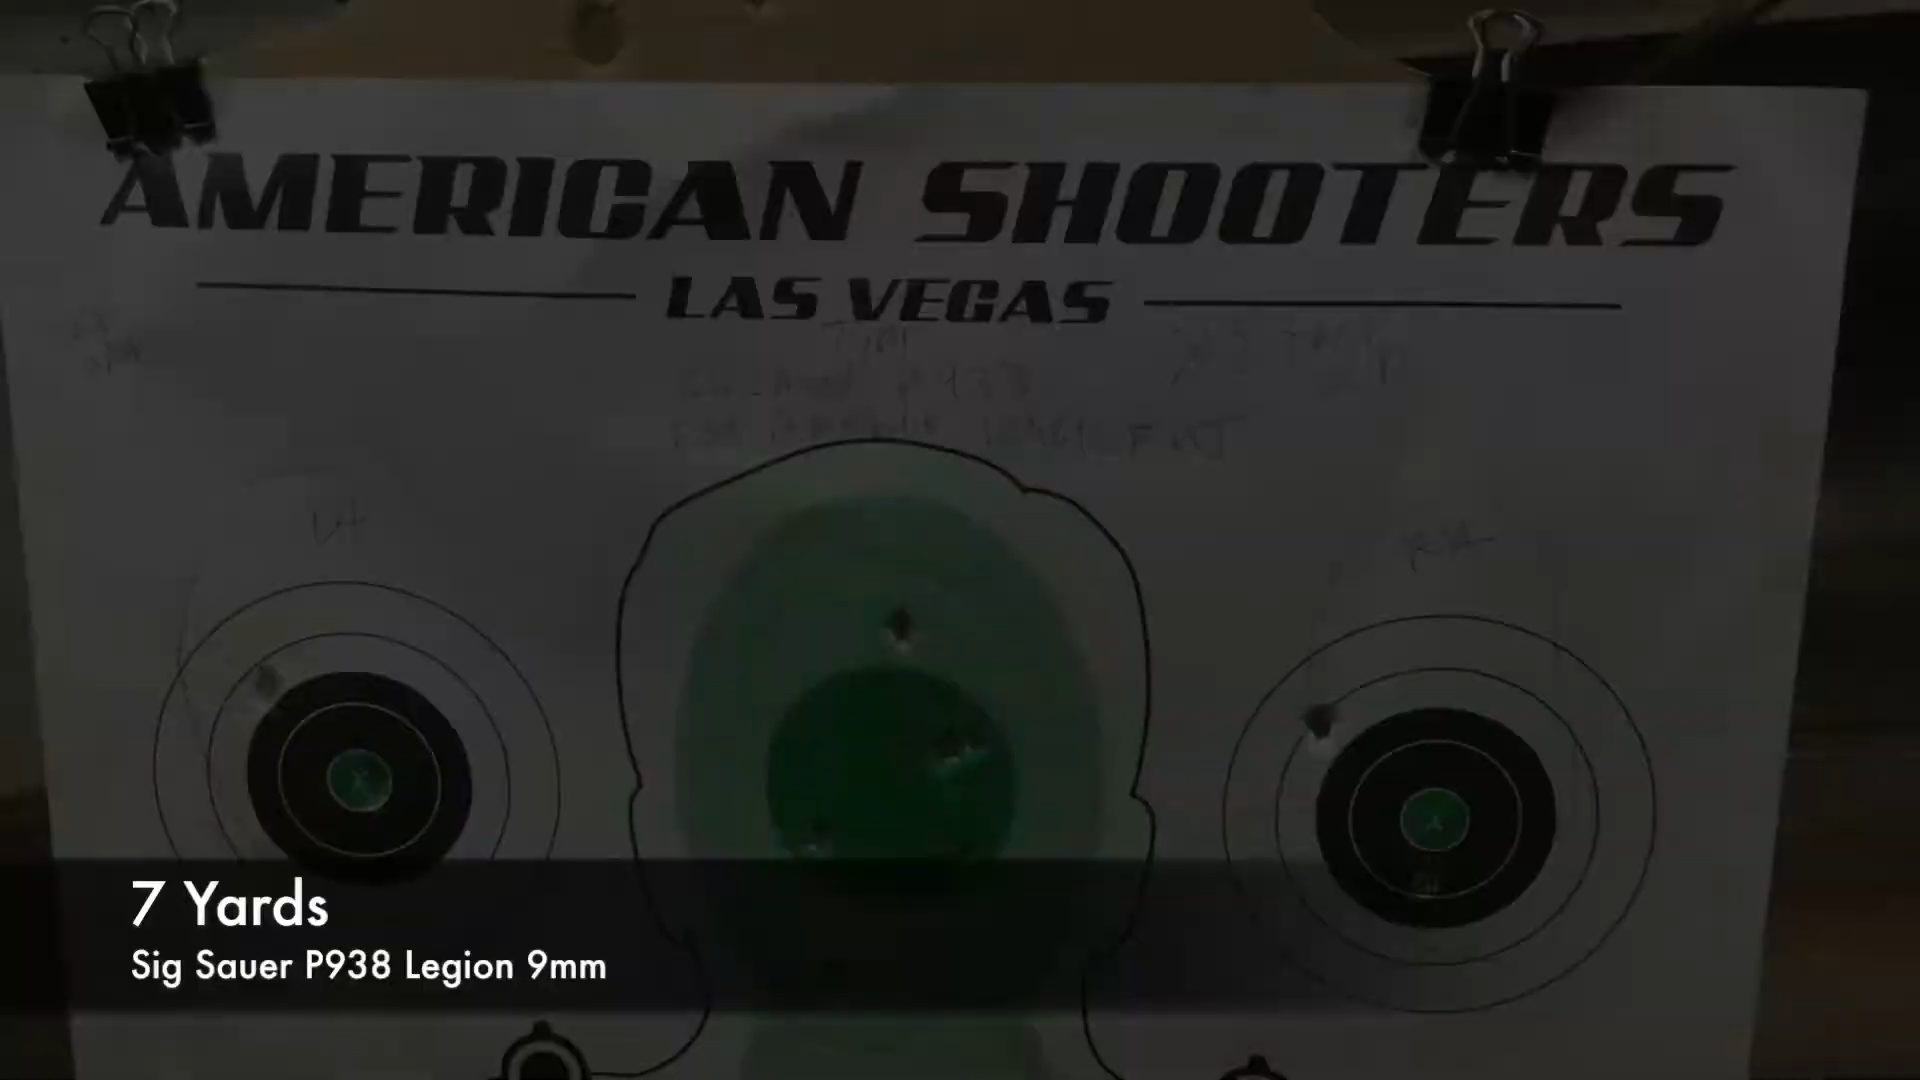 AMERICAN SHOOTERS
LAS VEGAS
X
X
7 Yards
Sig Sauer P938 Legion 9mm